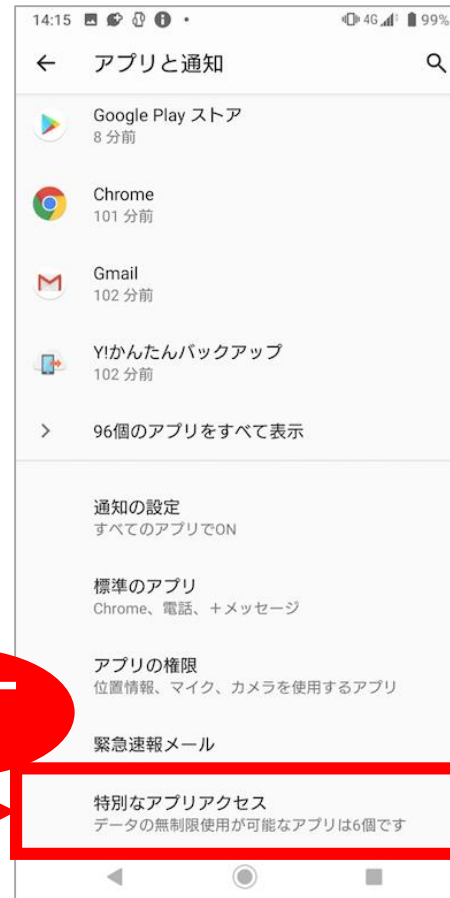 14:15 4G 99%
アプリと通知
Google Play ストア
8 分前
Chrome
101 分前
Gmail
102 分前
Y!かんたんバックアップ
102 分前
96個のアプリをすべて表示
通知の設定
すべてのアプリでON
標準のアプリ
Chrome、電話、＋メッセージ
アプリの権限
位置情報、マイク、カメラを使用するアプリ
緊急速報メール
特別なアプリアクセス
データの無制限使用が可能なアプリは6個です